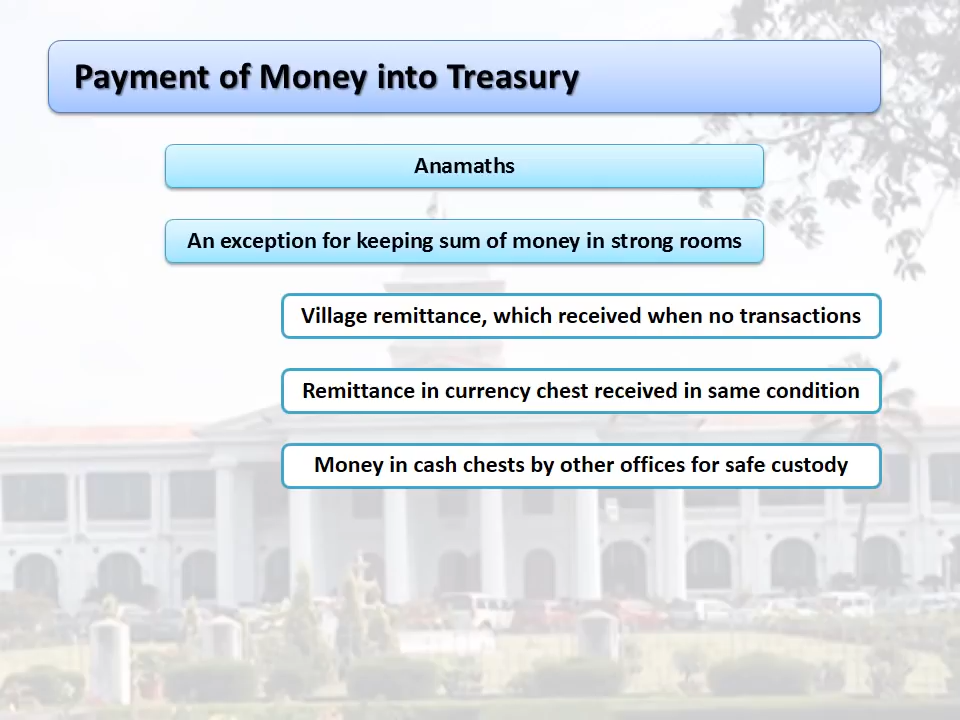 Payment of Money into Treasury
Anamaths
An exception for keeping sum of money in strong rooms
Village remittance, which received when no transactions
Remittance in currency chest received in same condition
Money in cash chests by other offices for safe custody